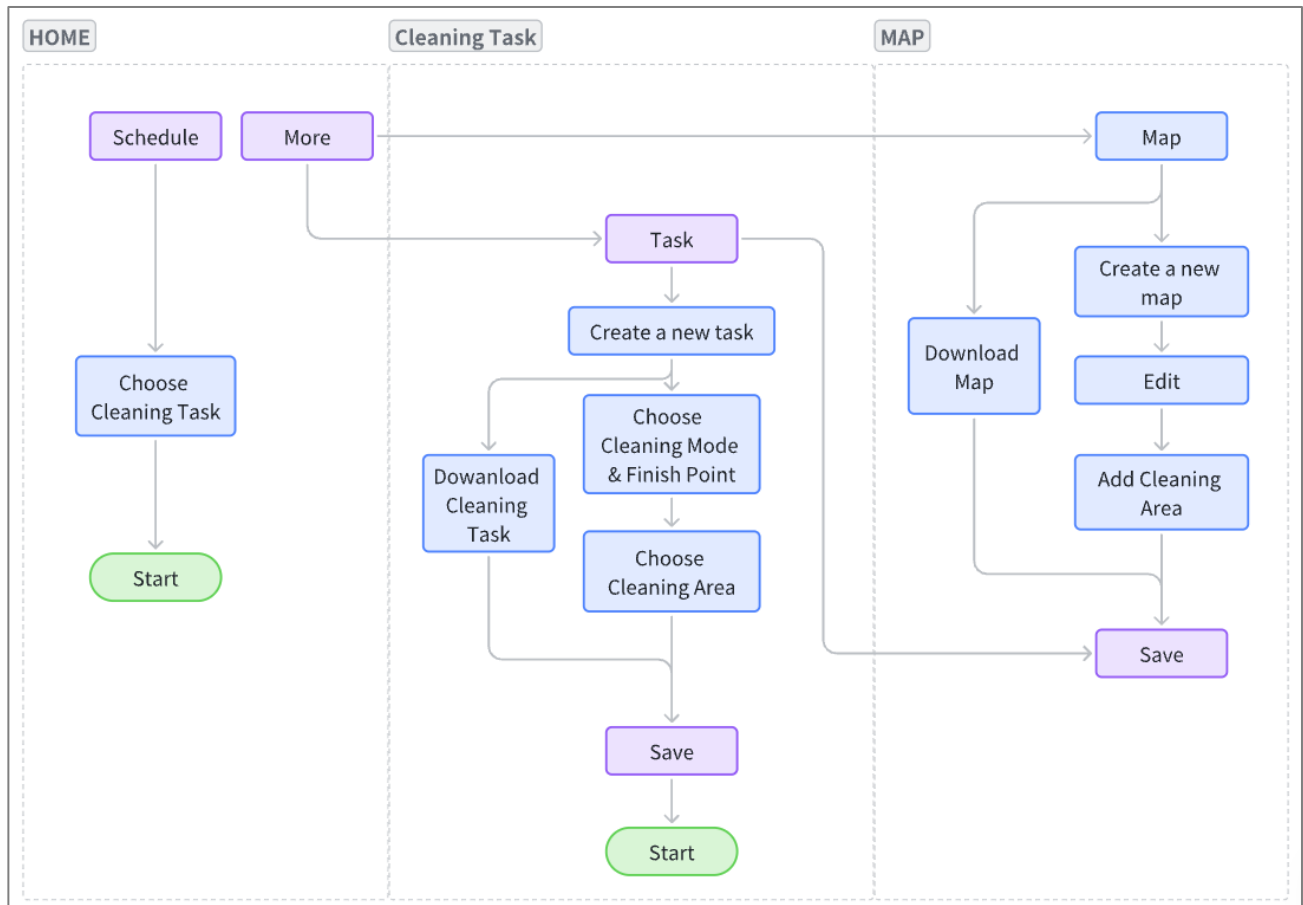 HOME
Cleaning Task
MAP
Schedule
More
Map
Task
Create a new
map
Create a new task
Download
Map
Choose
Cleaning Task
Edit
Choose
Cleaning Mode
& Finish Point
Dowanload
Cleaning
Task
Add Cleaning
Area
Choose
Cleaning Area
Start
Save
Save
Start